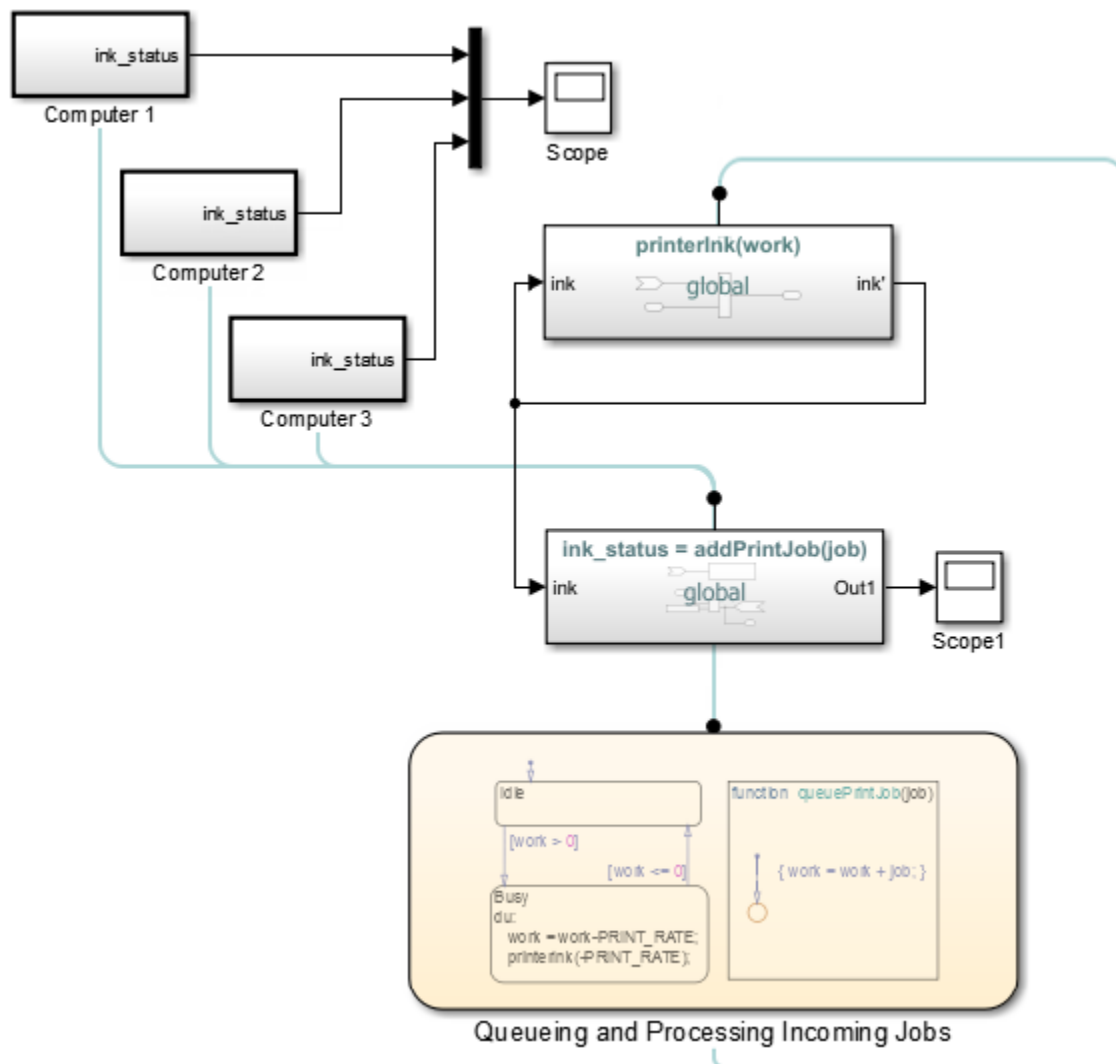 ink_status
Computer 1
Scope
ink_status
Computer 2
printerInk(work)
ink
global
ink'
ink_status
Computer 3
ink_status = addPrintJob(job)
ink
global
Out1
Scope1
Idle
[work > 0]
[work <= 0]
Busy
du:
work =work-PRINT_RATE;
printerInk(-PRINT_RATE);
function queuePrintJob(job)
{ work = work + job; }
Queueing and Processing Incoming Jobs